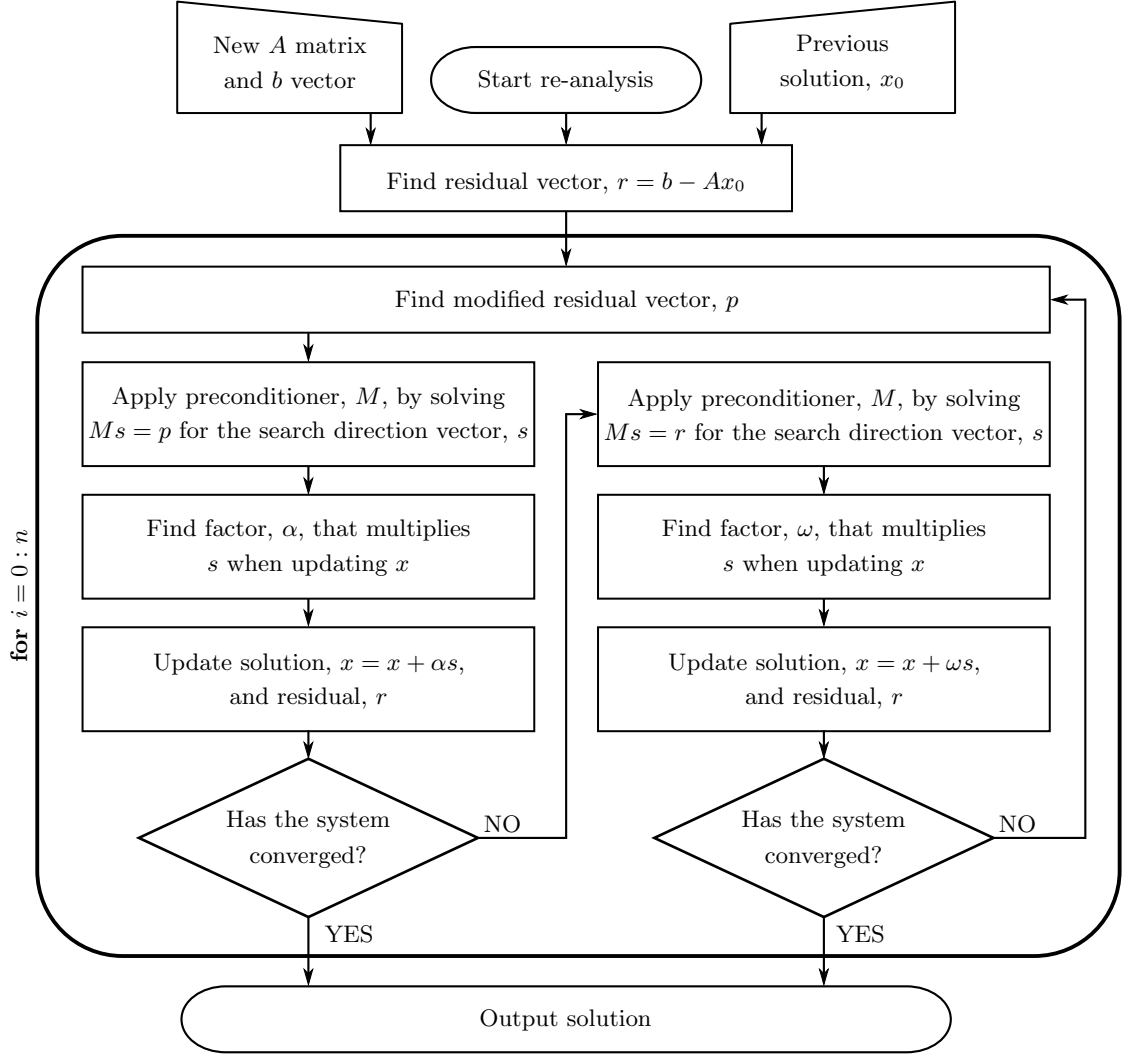 New A matrix
and b vector
Start re-analysis
Previous
solution, x₀
Find residual vector, r = b − Ax₀
Find modified residual vector, p
Apply preconditioner, M, by solving
Ms = p for the search direction vector, s
Find factor, α, that multiplies
s when updating x
Update solution, x = x + αs,
and residual, r
Has the system
converged?
NO
YES
Apply preconditioner, M, by solving
Ms = r for the search direction vector, s
Find factor, ω, that multiplies
s when updating x
Update solution, x = x + ωs,
and residual, r
Has the system
converged?
NO
YES
for i = 0 : n
Output solution